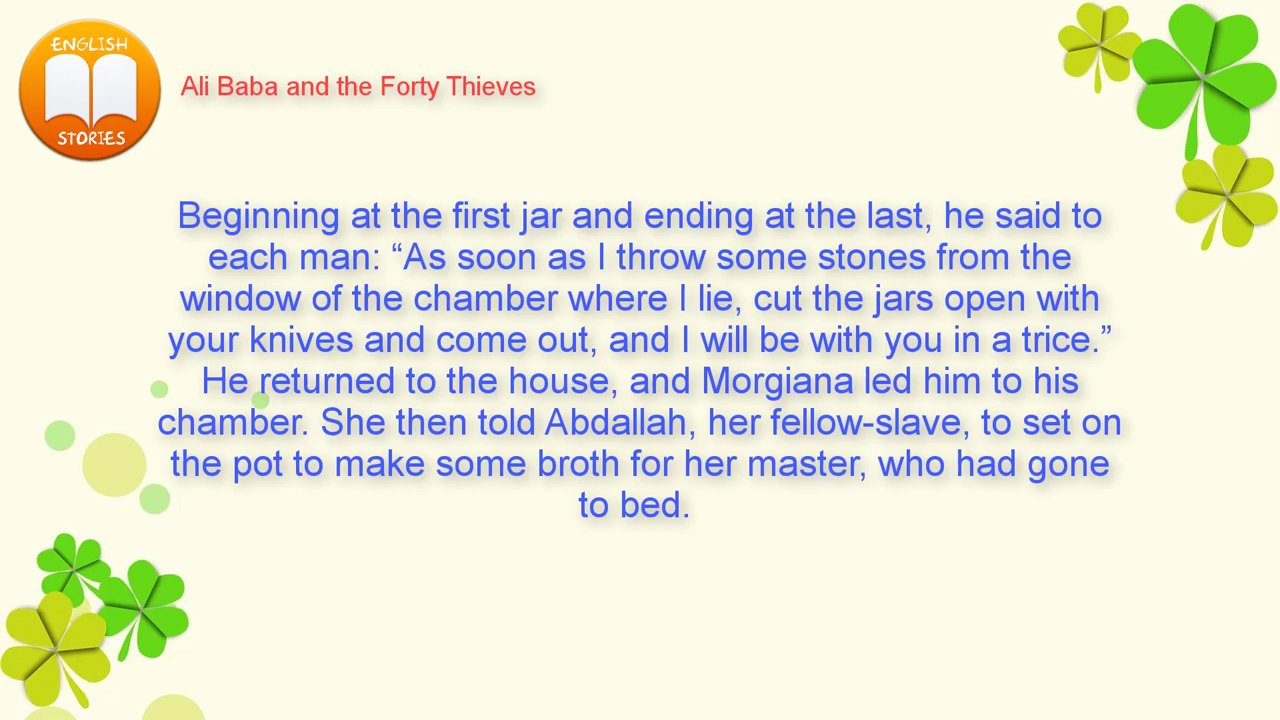 ENGLISH
STORIES
Ali Baba and the Forty Thieves
Beginning at the first jar and ending at the last, he said to
each man: “As soon as I throw some stones from the
window of the chamber where I lie, cut the jars open with
your knives and come out, and I will be with you in a trice.”
He returned to the house, and Morgiana led him to his
chamber. She then told Abdallah, her fellow-slave, to set on
the pot to make some broth for her master, who had gone
to bed.